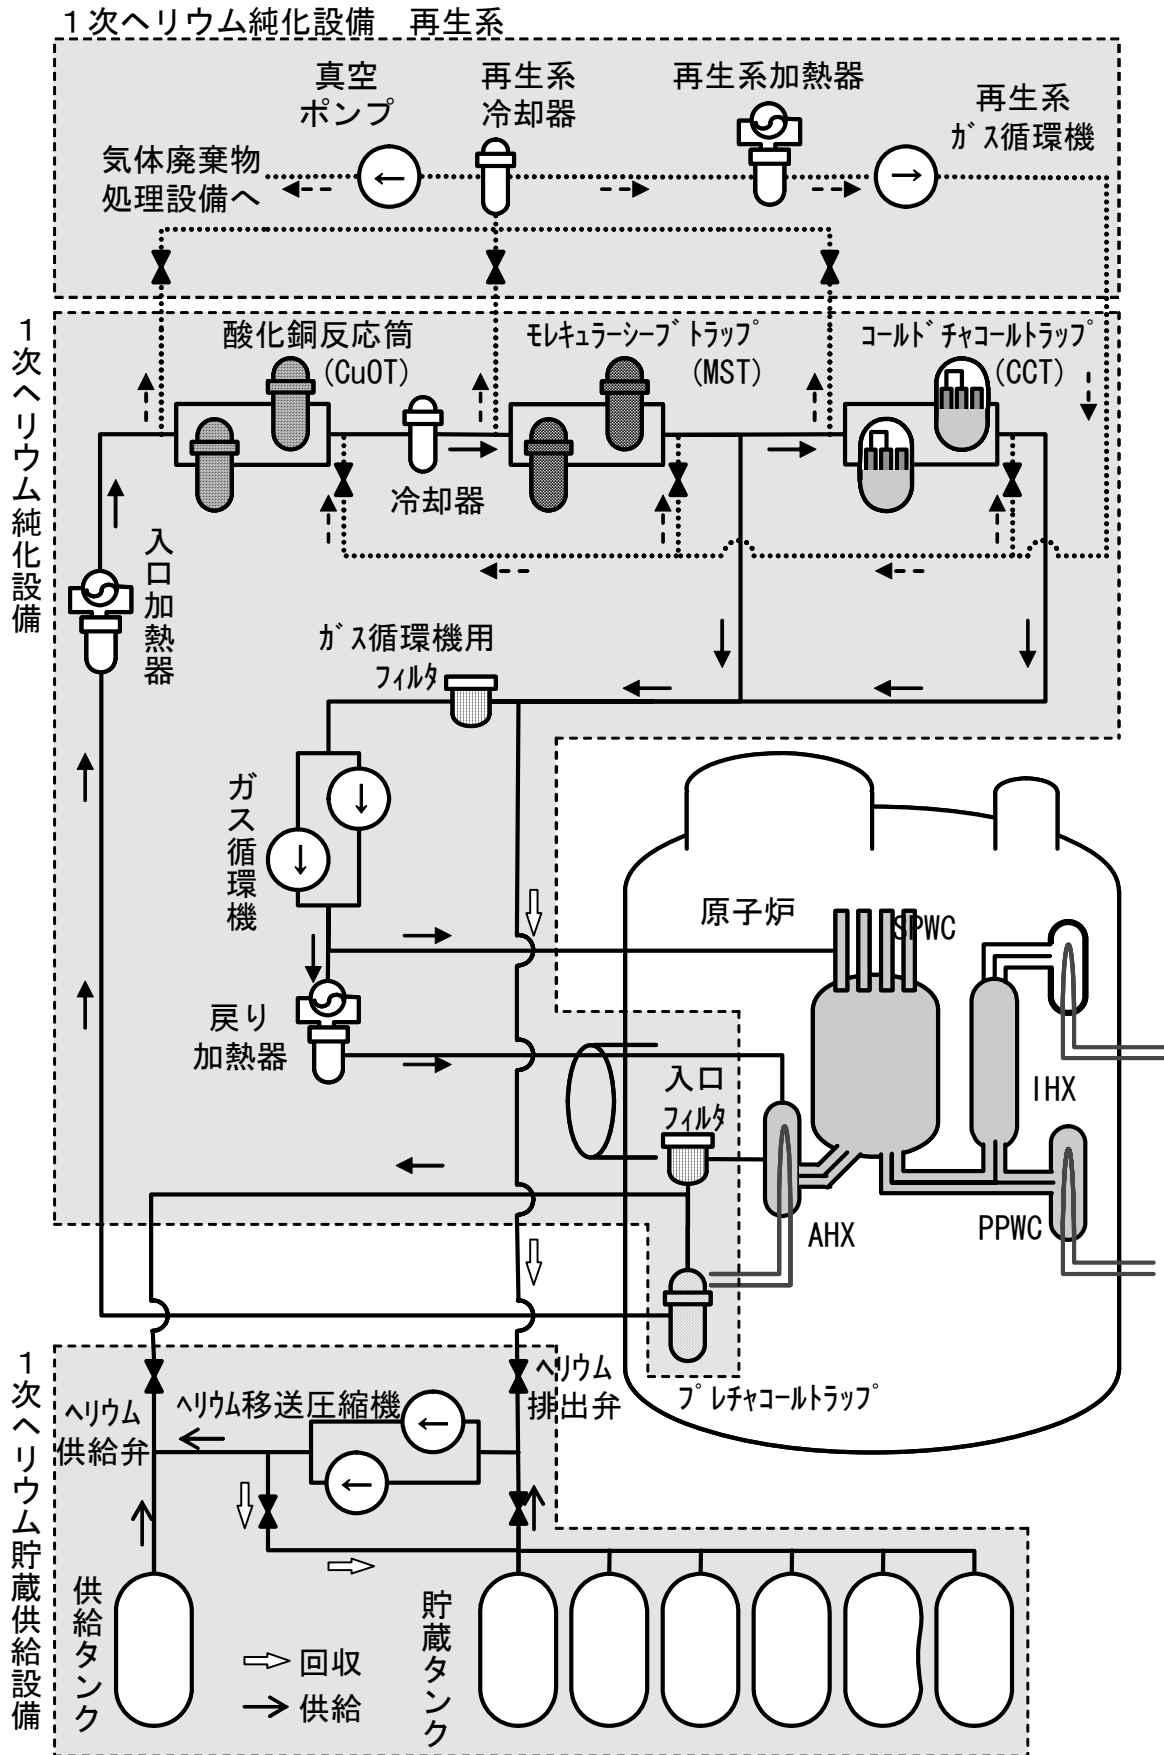 １次ヘリウム純化設備　再生系
真空
ポンプ
再生系
冷却器
再生系加熱器
再生系
ｶﾞｽ循環機
気体廃棄物
処理設備へ
１次ヘリウム純化設備
酸化銅反応筒
(CuOT)
ﾓﾚｷｭﾗｰｼｰﾌﾞﾄﾗｯﾌﾟ
(MST)
ｺｰﾙﾄﾞﾁｬｺｰﾙﾄﾗｯﾌﾟ
(CCT)
冷却器
入口加熱器
ｶﾞｽ循環機用
ﾌｨﾙﾀ
ガス循環機
原子炉
SPWC
戻り
加熱器
入口
ﾌｨﾙﾀ
IHX
AHX
PPWC
ﾌﾟﾚﾁｬｺｰﾙﾄﾗｯﾌﾟ
１次ヘリウム貯蔵供給設備
ﾍﾘｳﾑ
供給弁
ﾍﾘｳﾑ移送圧縮機
ﾍﾘｳﾑ
排出弁
供給タンク
貯蔵タンク
回収
供給